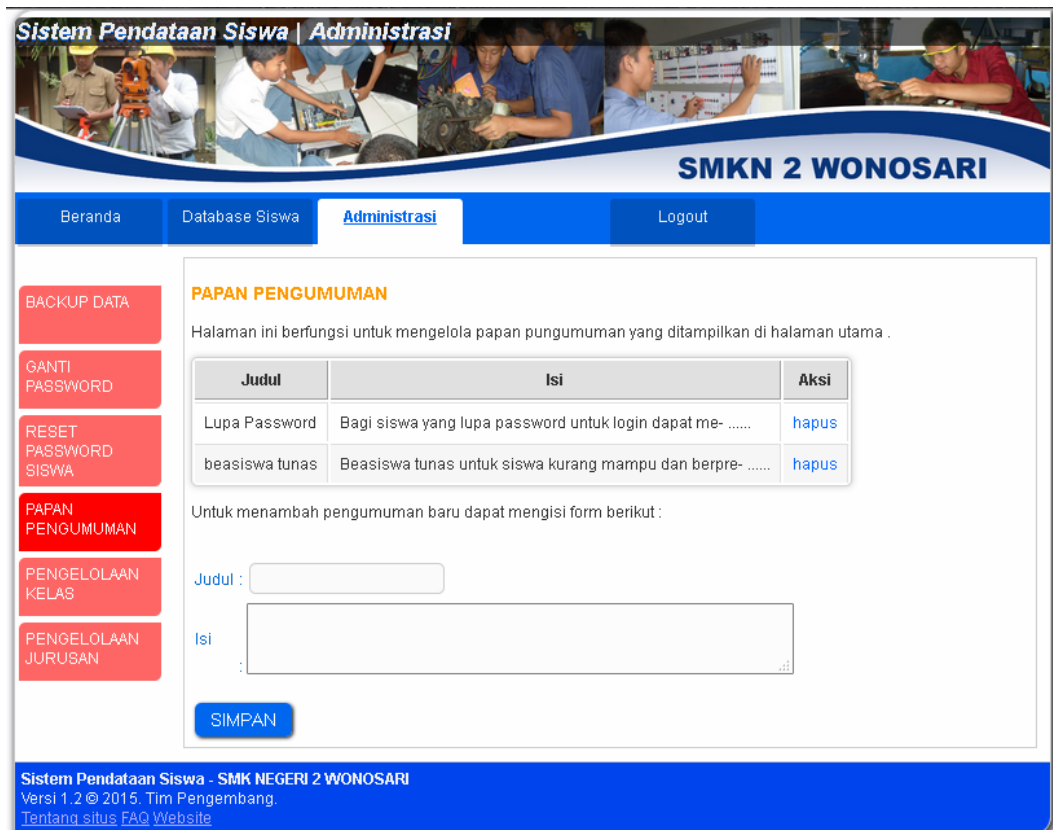 Sistem Pendataan Siswa | Administrasi
SMKN 2 WONOSARI
Beranda
Database Siswa
Administrasi
Logout
BACKUP DATA
GANTI
PASSWORD
RESET
PASSWORD
SISWA
PAPAN
PENGUMUMAN
PENGELOLAAN
KELAS
PENGELOLAAN
JURUSAN
PAPAN PENGUMUMAN
Halaman ini berfungsi untuk mengelola papan pungumuman yang ditampilkan di halaman utama .
Judul Isi Aksi
Lupa Password Bagi siswa yang lupa password untuk login dapat me- ...... hapus
beasiswa tunas Beasiswa tunas untuk siswa kurang mampu dan berpre- ...... hapus
Untuk menambah pengumuman baru dapat mengisi form berikut :
Judul :
Isi
:
SIMPAN
Sistem Pendataan Siswa - SMK NEGERI 2 WONOSARI
Versi 1.2 © 2015. Tim Pengembang.
Tentang situs FAQ Website